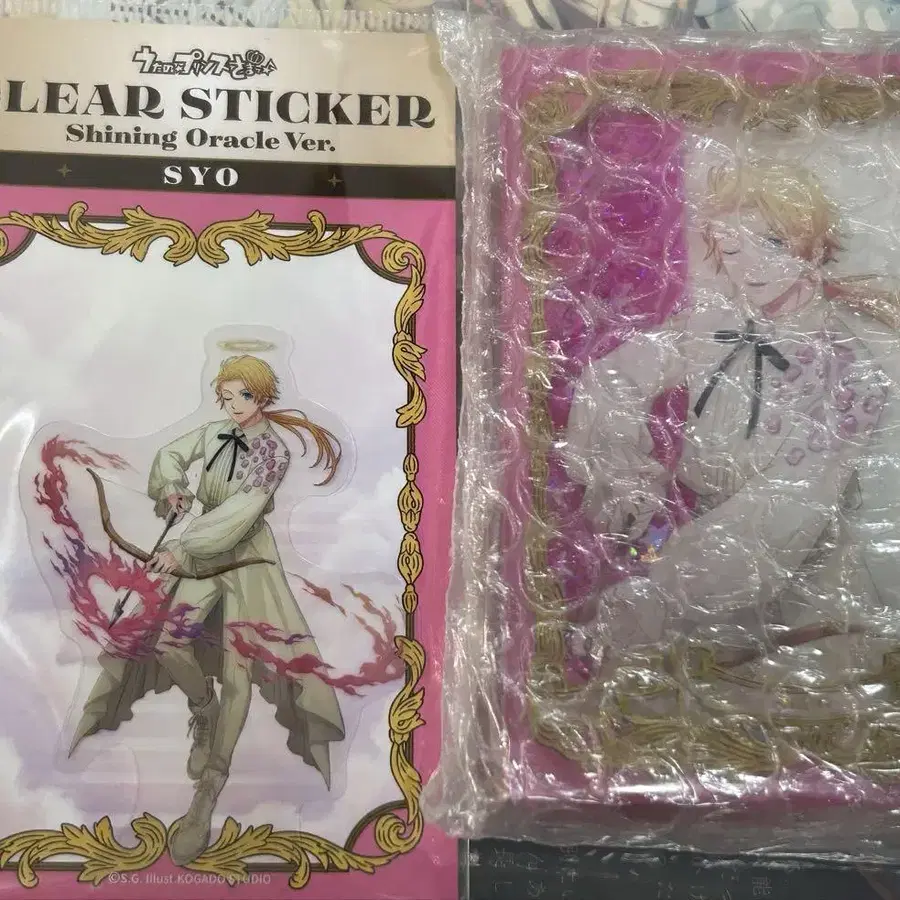 うたの☆プリンスさまっ♪
LEAR STICKER
Shining Oracle Ver.
SYO
©S.G. Illust.KOGADO STUDIO